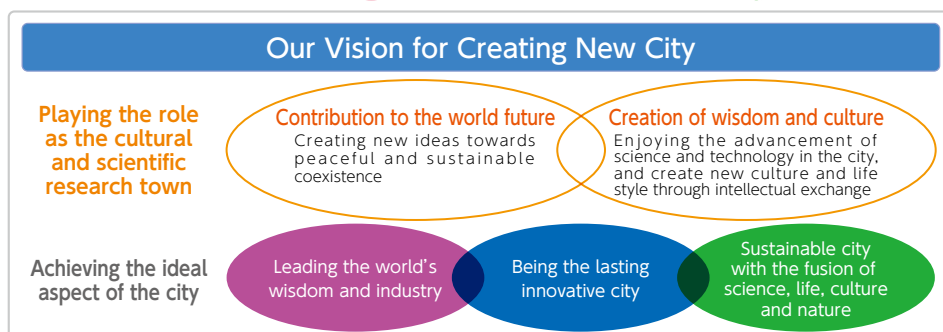 Our Vision for Creating New City
Playing the role
as the cultural
and scientific
research town
Contribution to the world future
Creating new ideas towards
peaceful and sustainable
coexistence
Creation of wisdom and culture
Enjoying the advancement of
science and technology in the city,
and create new culture and life
style through intellectual exchange
Achieving the ideal
aspect of the city
Leading the world's
wisdom and industry
Being the lasting
innovative city
Sustainable city
with the fusion of
science, life, culture
and nature